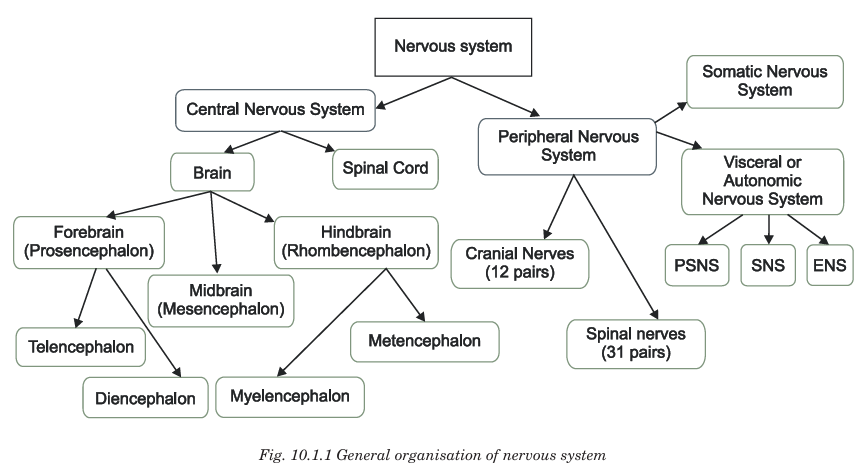 Nervous system
Central Nervous System
Peripheral Nervous
System
Somatic Nervous
System
Visceral or
Autonomic
Nervous System
Brain
Spinal Cord
Forebrain
(Prosencephalon)
Midbrain
(Mesencephalon)
Hindbrain
(Rhombencephalon)
Cranial Nerves
(12 pairs)
PSNS
SNS
ENS
Telencephalon
Metencephalon
Spinal nerves
(31 pairs)
Diencephalon
Myelencephalon
Fig. 10.1.1 General organisation of nervous system